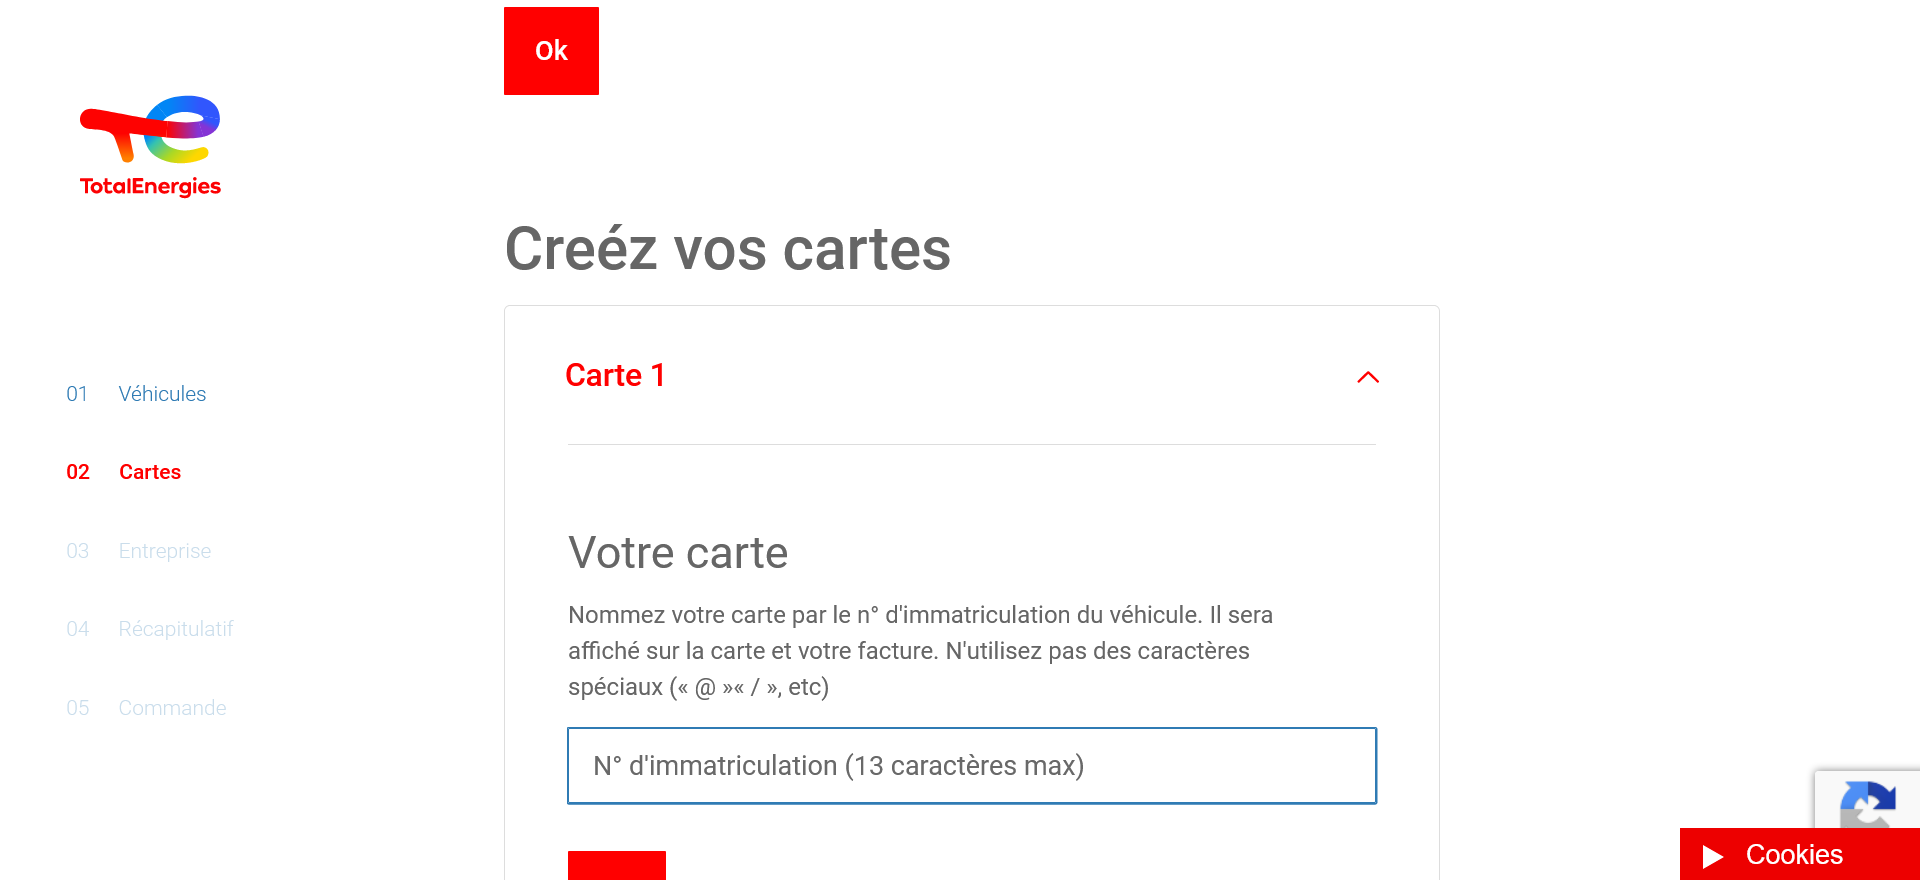 Ok
TotalEnergies
01 Véhicules
02 Cartes
03 Entreprise
04 Récapitulatif
05 Commande
Creéz vos cartes
Carte 1
Votre carte
Nommez votre carte par le n° d'immatriculation du véhicule. Il sera
affiché sur la carte et votre facture. N'utilisez pas des caractères
spéciaux (« @ »« / », etc)
N° d'immatriculation (13 caractères max)
Cookies